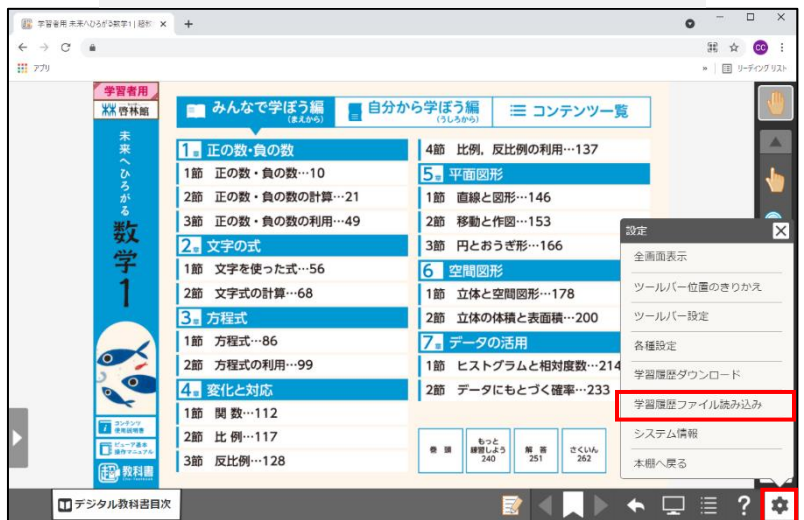 学習者用 未来へひろがる数学1 | 啓林
アプリ
リーディング リスト
学習者用
啓林館
未来へひろがる
数学1
コンテンツ使用説明書
ビューア基本操作マニュアル
超教科書
みんなで学ぼう編
(まえから)
自分から学ぼう編
(うしろから)
コンテンツ一覧
1章 正の数・負の数
1節 正の数・負の数…10
2節 正の数・負の数の計算…21
3節 正の数・負の数の利用…49
2章 文字の式
1節 文字を使った式…56
2節 文字式の計算…68
3章 方程式
1節 方程式…86
2節 方程式の利用…99
4章 変化と対応
1節 関 数…112
2節 比 例…117
3節 反比例…128
4節 比例，反比例の利用…137
5章 平面図形
1節 直線と図形…146
2節 移動と作図…153
3節 円とおうぎ形…166
6章 空間図形
1節 立体と空間図形…178
2節 立体の体積と表面積…200
7章 データの活用
1節 ヒストグラムと相対度数…214
2節 データにもとづく確率…233
巻 頭
もっと練習しよう 240
解 答 251
さくいん 262
設定
全画面表示
ツールバー位置のきりかえ
ツールバー設定
各種設定
学習履歴ダウンロード
学習履歴ファイル読み込み
システム情報
本棚へ戻る
デジタル教科書目次